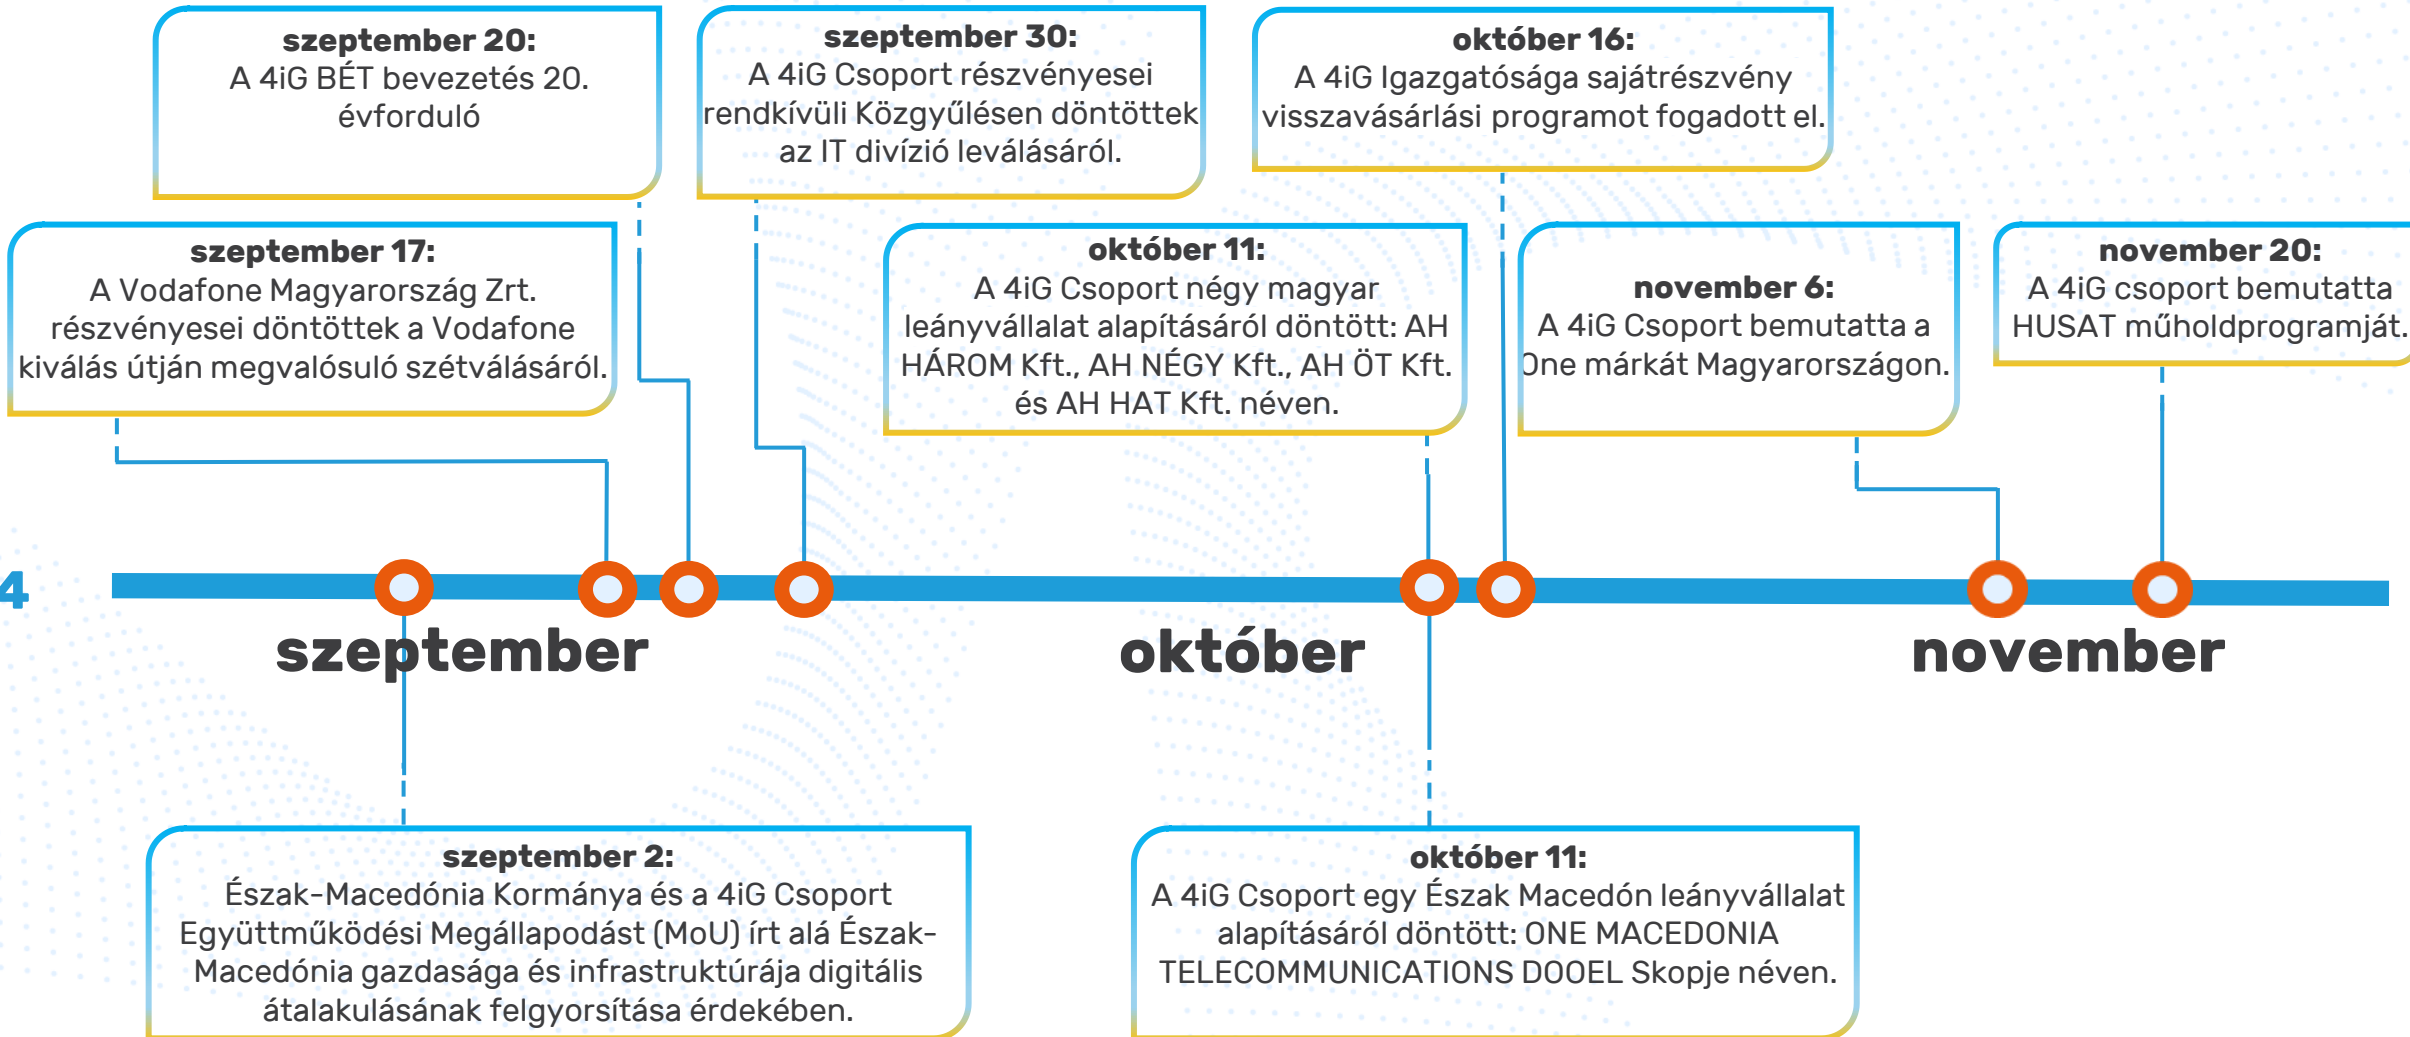 szeptember 20:
A 4iG BÉT bevezetés 20.
évforduló
szeptember 30:
A 4iG Csoport részvényesei
rendkívüli Közgyűlésen döntöttek
az IT divízió leválásáról.
október 16:
A 4iG Igazgatósága sajátrészvény
visszavásárlási programot fogadott el.
szeptember 17:
A Vodafone Magyarország Zrt.
részvényesei döntöttek a Vodafone
kiválás útján megvalósuló szétválásáról.
október 11:
A 4iG Csoport négy magyar
leányvállalat alapításáról döntött: AH
HÁROM Kft., AH NÉGY Kft., AH ÖT Kft.
és AH HAT Kft. néven.
november 6:
A 4iG Csoport bemutatta a
One márkát Magyarországon.
november 20:
A 4iG csoport bemutatta
HUSAT műholdprogramját.
4
szeptember
október
november
szeptember 2:
Észak-Macedónia Kormánya és a 4iG Csoport
Együttműködési Megállapodást (MoU) írt alá Észak-
Macedónia gazdasága és infrastruktúrája digitális
átalakulásának felgyorsítása érdekében.
október 11:
A 4iG Csoport egy Észak Macedón leányvállalat
alapításáról döntött: ONE MACEDONIA
TELECOMMUNICATIONS DOOEL Skopje néven.